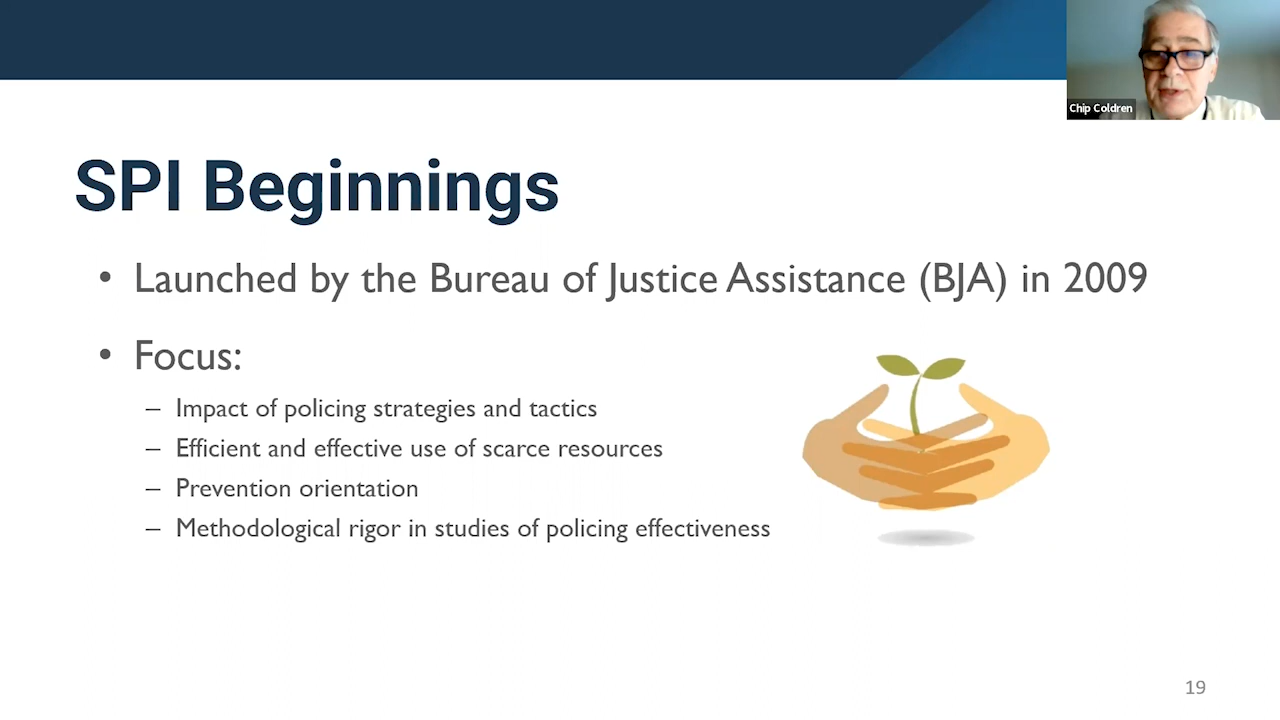 Chip Coldren
SPI Beginnings
• Launched by the Bureau of Justice Assistance (BJA) in 2009
• Focus:
– Impact of policing strategies and tactics
– Efficient and effective use of scarce resources
– Prevention orientation
– Methodological rigor in studies of policing effectiveness
19